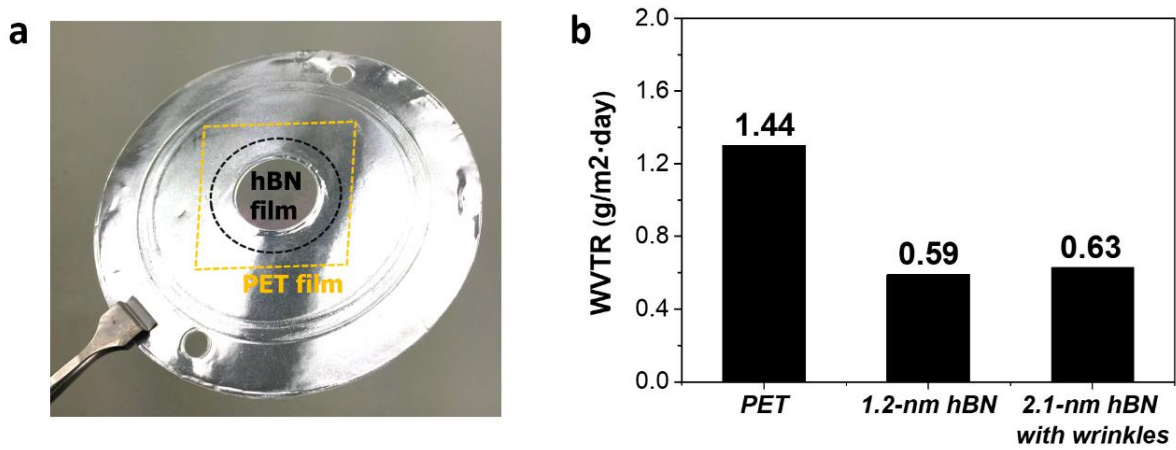 a
hBN
film
PET film
b
WVTR (g/m2·day)
2.0
1.6
1.2
0.8
0.4
0.0
1.44
0.59
0.63
PET
1.2-nm hBN
2.1-nm hBN
with wrinkles